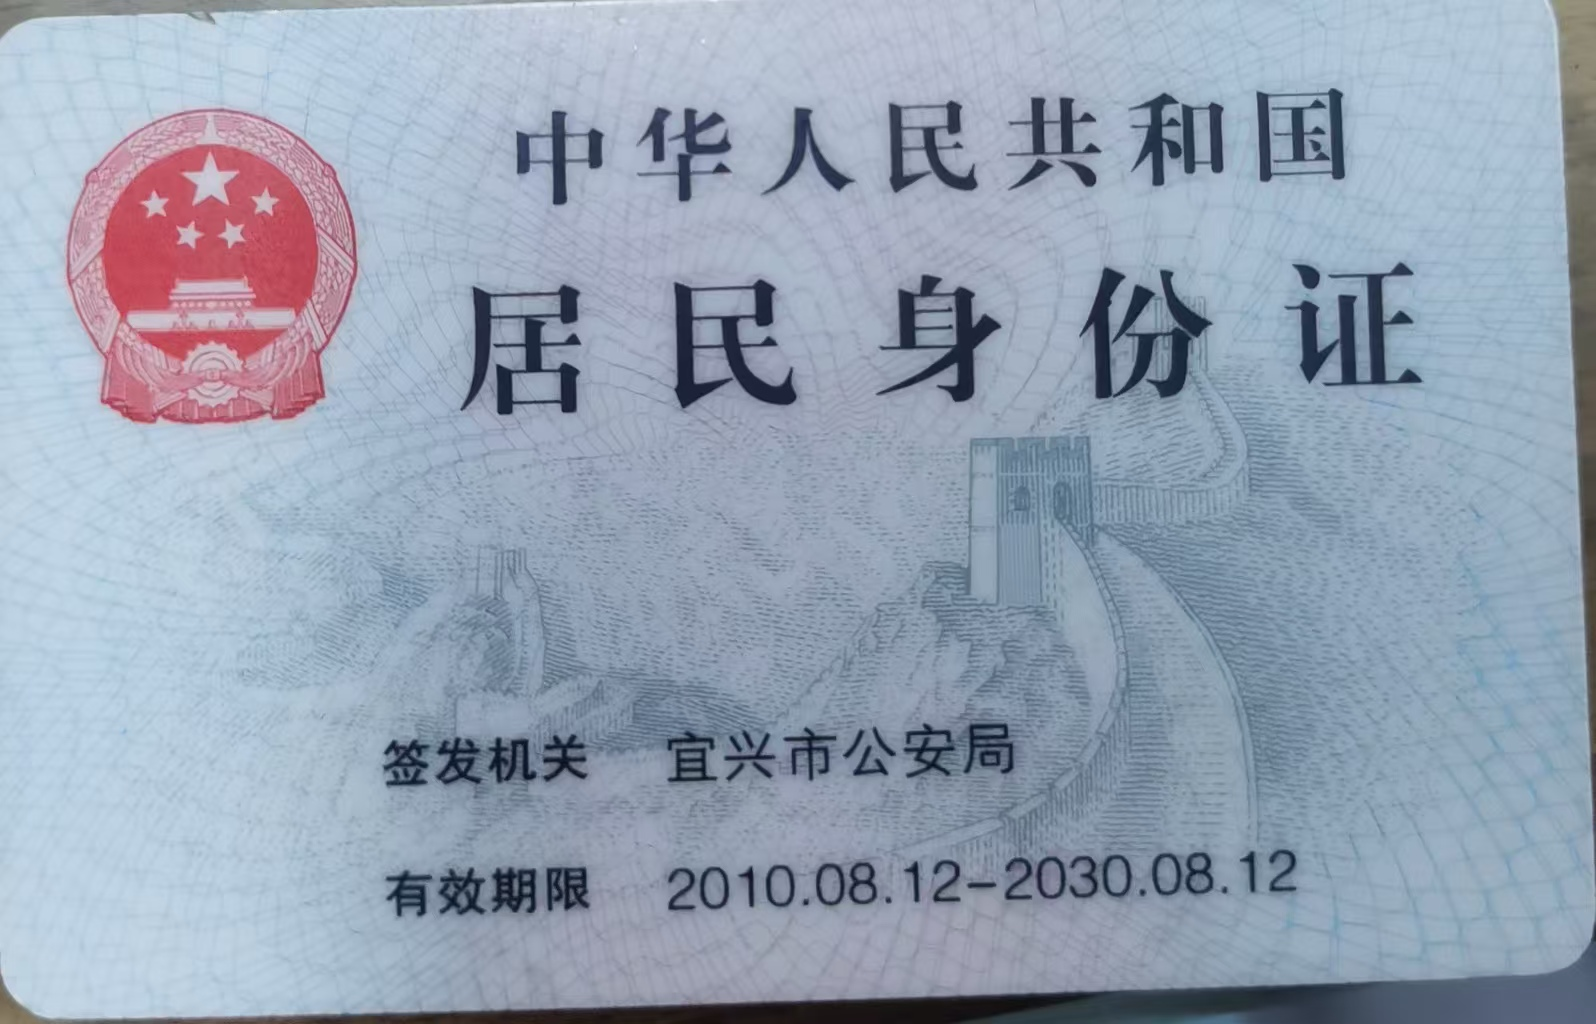 中华人民共和国
居民身份证
签发机关 宜兴市公安局
有效期限 2010.08.12-2030.08.12